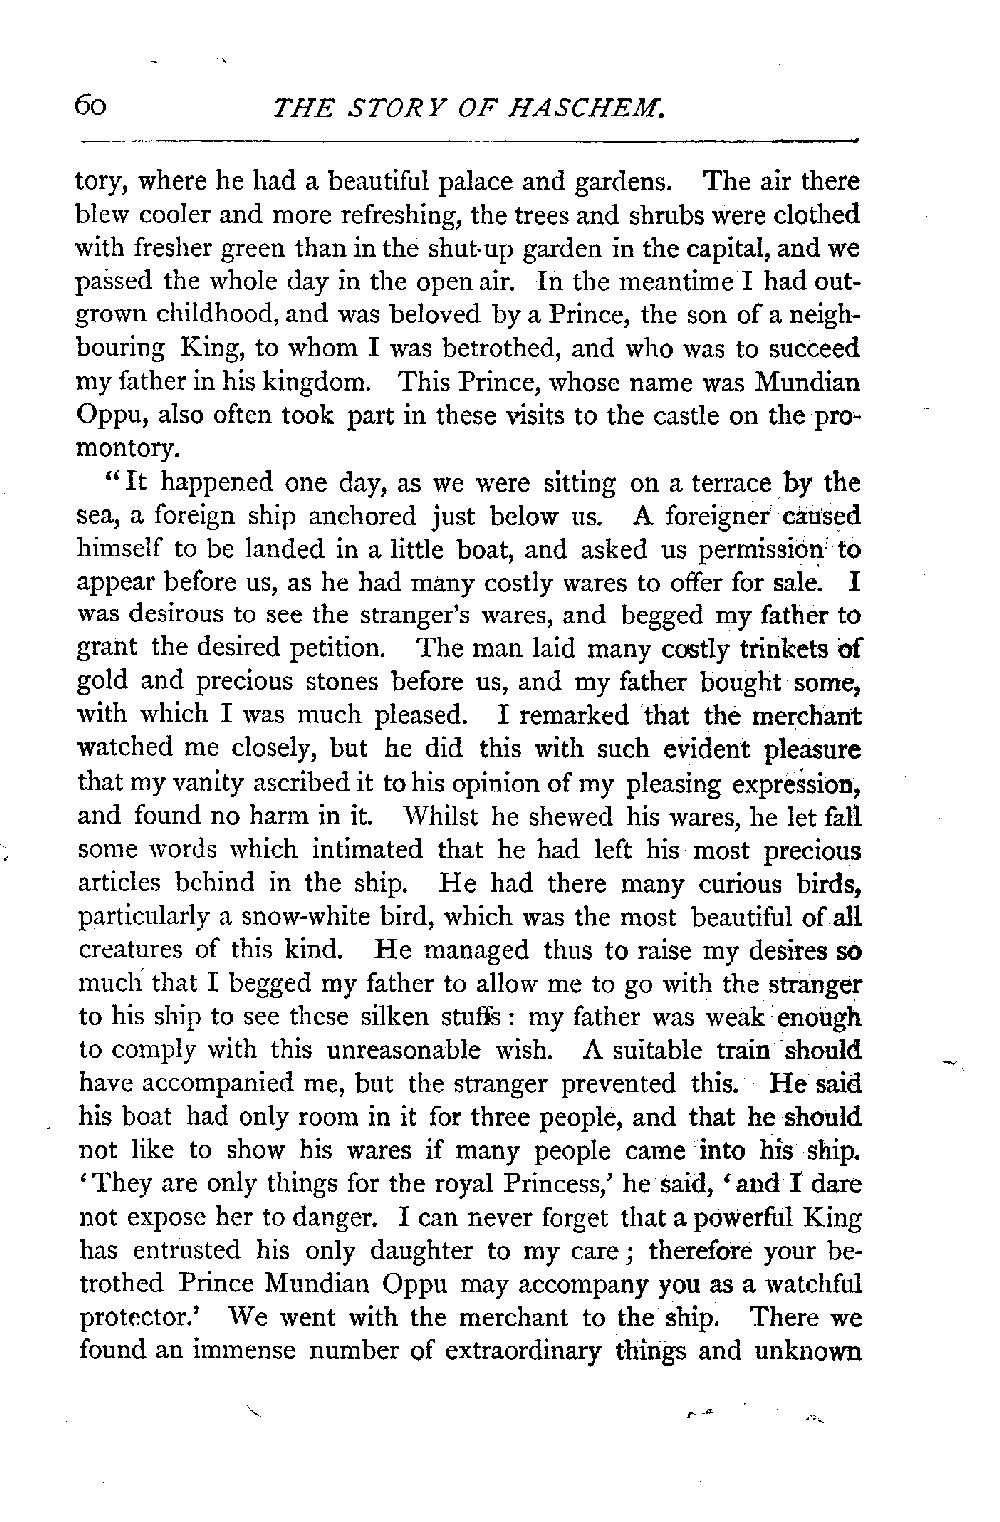 60 THE STORY OF HASCHEM.
tory, where he had a beautiful palace and gardens. The air there
blew cooler and more refreshing, the trees and shrubs were clothed
with fresher green than in the shut-up garden in the capital, and we
passed the whole day in the open air. In the meantime I had out-
grown childhood, and was beloved by a Prince, the son of a neigh-
bouring King, to whom I was betrothed, and who was to succeed
my father in his kingdom. This Prince, whose name was Mundian
Oppu, also often took part in these visits to the castle on the pro-
montory.
"It happened one day, as we were sitting on a terrace by the
sea, a foreign ship anchored just below us. A foreigner caused
himself to be landed in a little boat, and asked us permission to
appear before us, as he had many costly wares to offer for sale. I
was desirous to see the stranger's wares, and begged my father to
grant the desired petition. The man laid many costly trinkets of
gold and precious stones before us, and my father bought some,
with which I was much pleased. I remarked that the merchant
watched me closely, but he did this with such evident pleasure
that my vanity ascribed it to his opinion of my pleasing expression,
and found no harm in it. Whilst he shewed his wares, he let fall
some words which intimated that he had left his most precious
articles behind in the ship. He had there many curious birds,
particularly a snow-white bird, which was the most beautiful of all
creatures of this kind. He managed thus to raise my desires so
much that I begged my father to allow me to go with the stranger
to his ship to see these silken stuffs: my father was weak enough
to comply with this unreasonable wish. A suitable train should
have accompanied me, but the stranger prevented this. He said
his boat had only room in it for three people, and that he should
not like to show his wares if many people came into his ship.
'They are only things for the royal Princess,' he said, 'and I dare
not expose her to danger. I can never forget that a powerful King
has entrusted his only daughter to my care; therefore your be-
trothed Prince Mundian Oppu may accompany you as a watchful
protector.' We went with the merchant to the ship. There we
found an immense number of extraordinary things and unknown